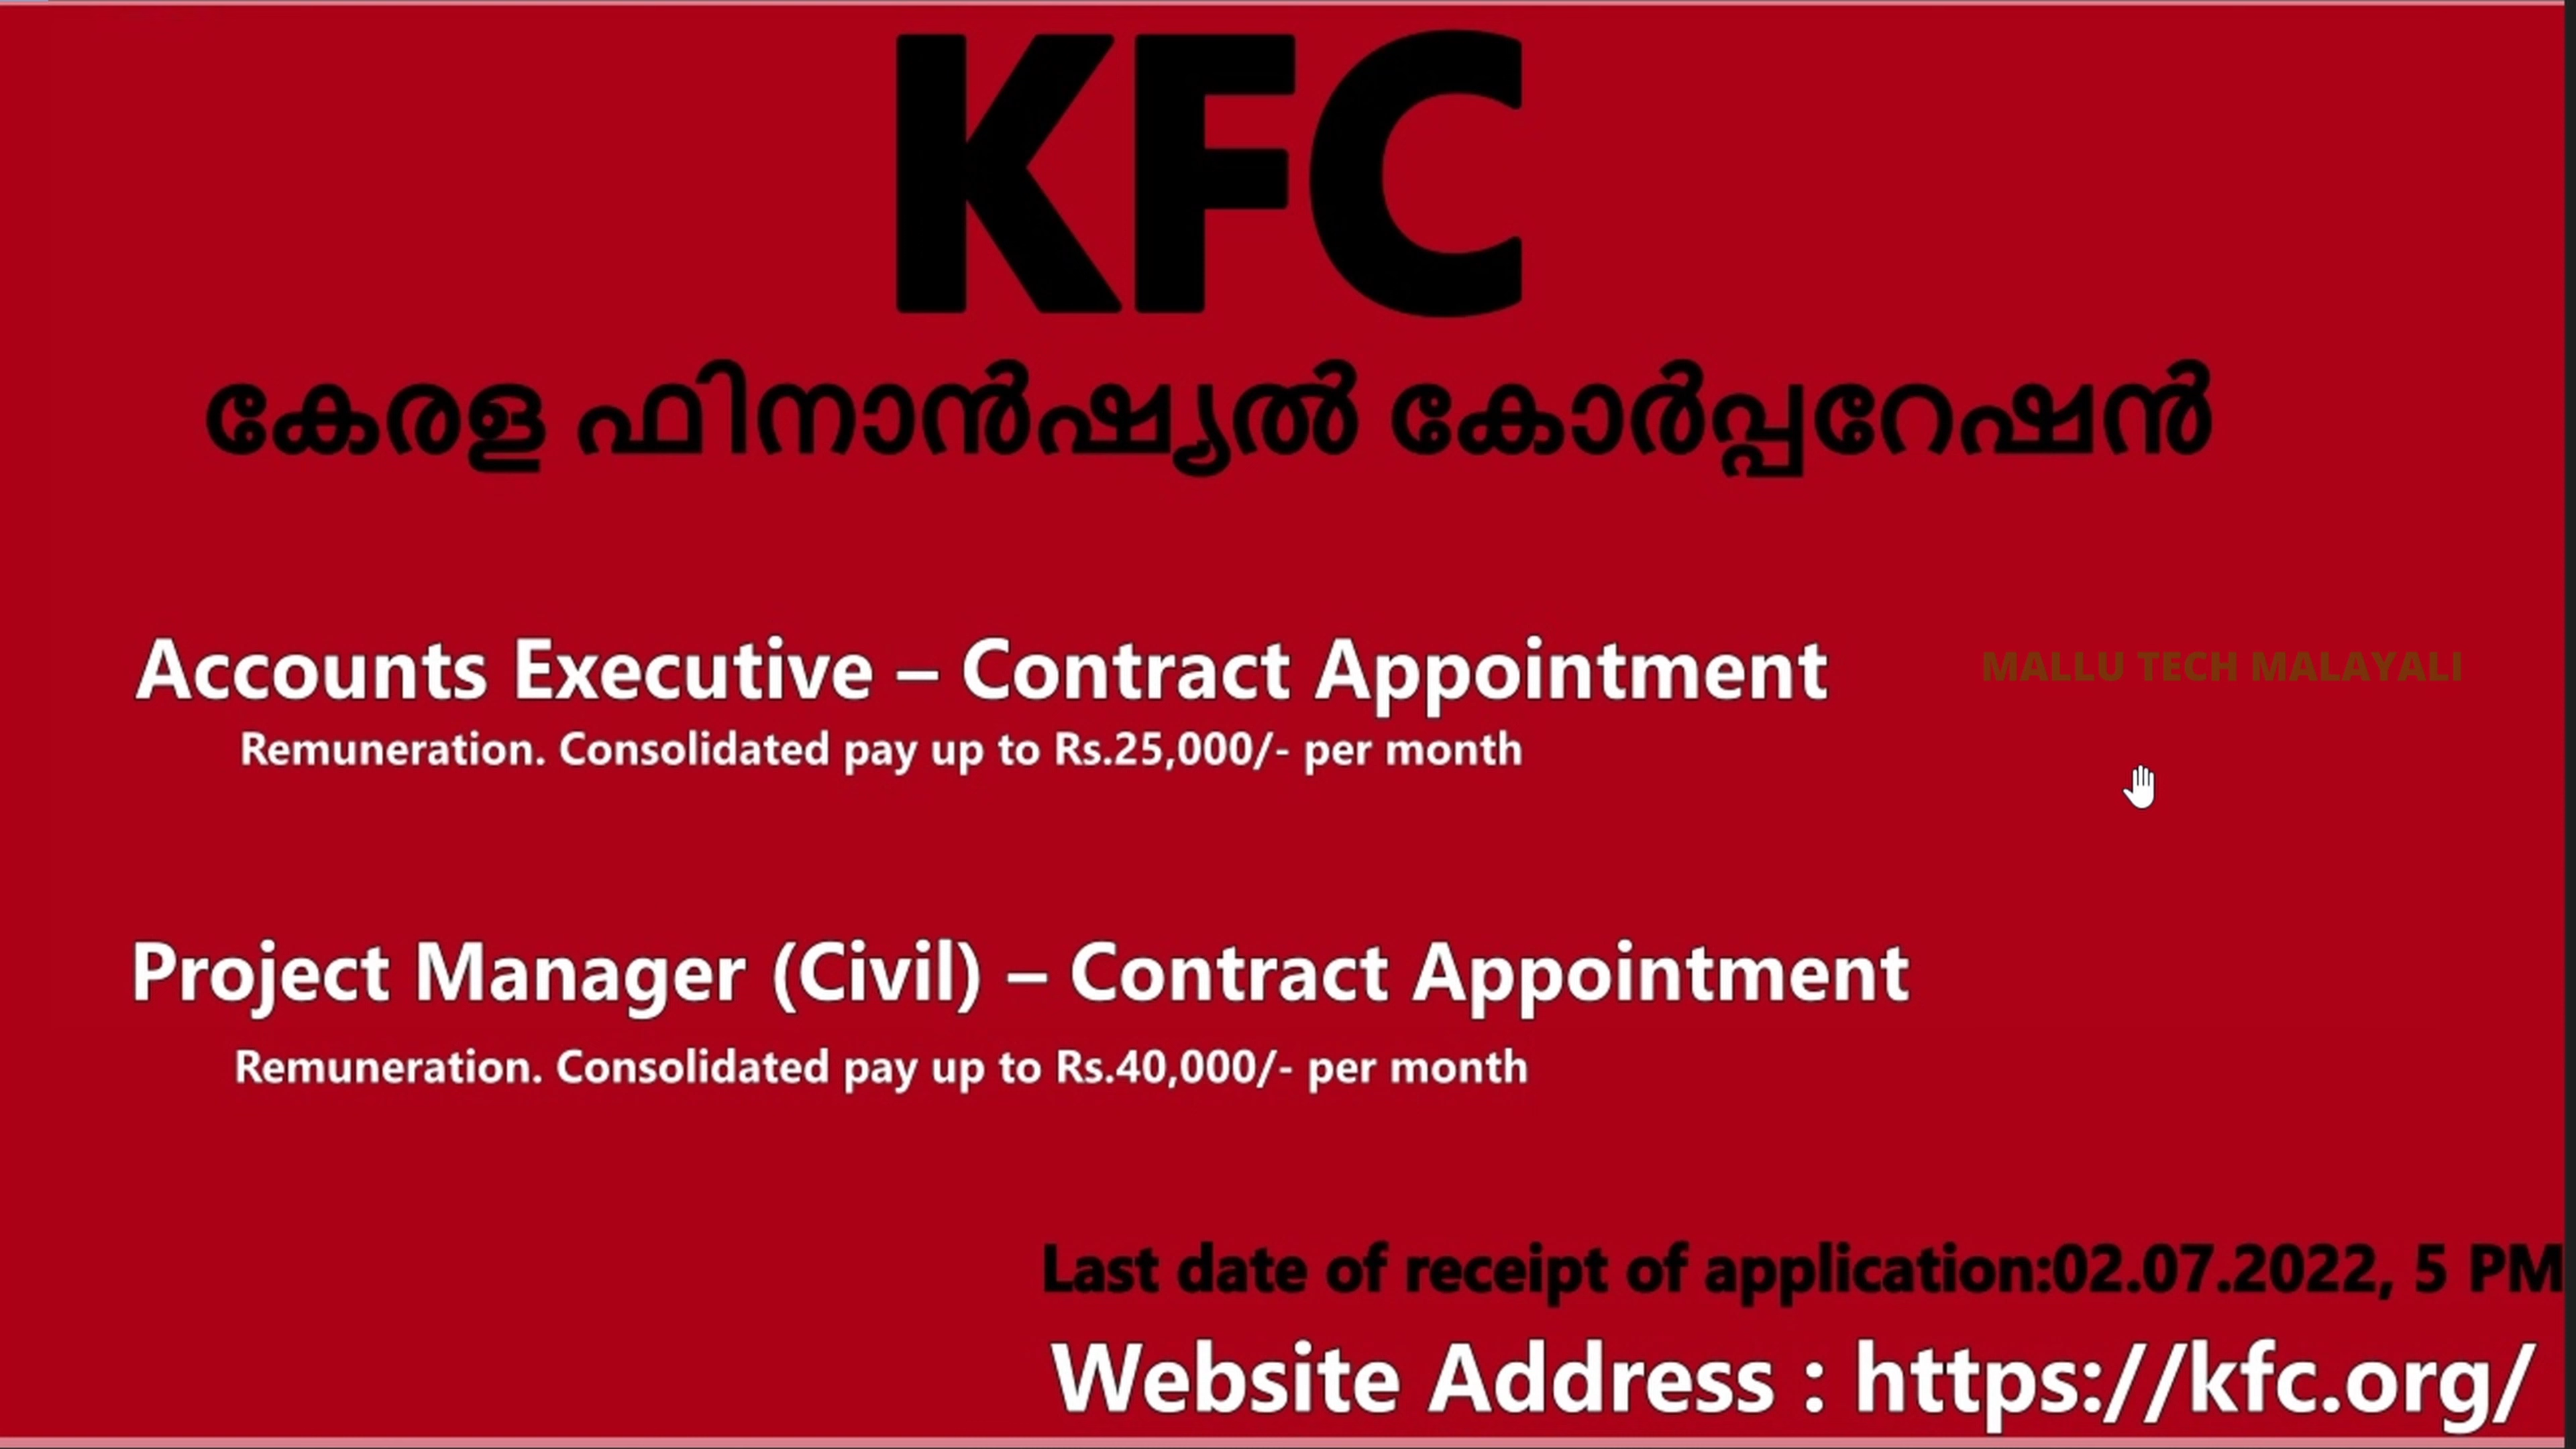 KFC
കേരള ഫിനാൻഷ്യൽ കോർപ്പറേഷൻ
Accounts Executive – Contract Appointment
MALLU TECH MALAYALI
Remuneration. Consolidated pay up to Rs.25,000/- per month
Project Manager (Civil) – Contract Appointment
Remuneration. Consolidated pay up to Rs.40,000/- per month
Last date of receipt of application:02.07.2022, 5 PM
Website Address : https://kfc.org/